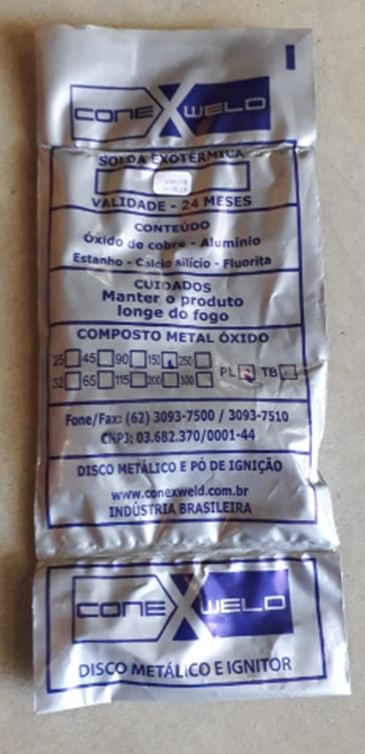 CONEXWELD
SOLDA EXOTÉRMICA
VALIDADE - 24 MESES
CONTEÚDO
Óxido de cobre - Alumínio
Estanho - Cálcio silício - Fluorita
CUIDADOS
Manter o produto
longe do fogo
COMPOSTO METAL ÓXIDO
25 45 90 150 250
32 65 115 200 300 PL TB
Fone/Fax: (62) 3093-7500 / 3093-7510
CNPJ: 03.682.370/0001-44
DISCO METÁLICO E PÓ DE IGNIÇÃO
www.conexweld.com.br
INDÚSTRIA BRASILEIRA
CONEXWELD
DISCO METÁLICO E IGNITOR